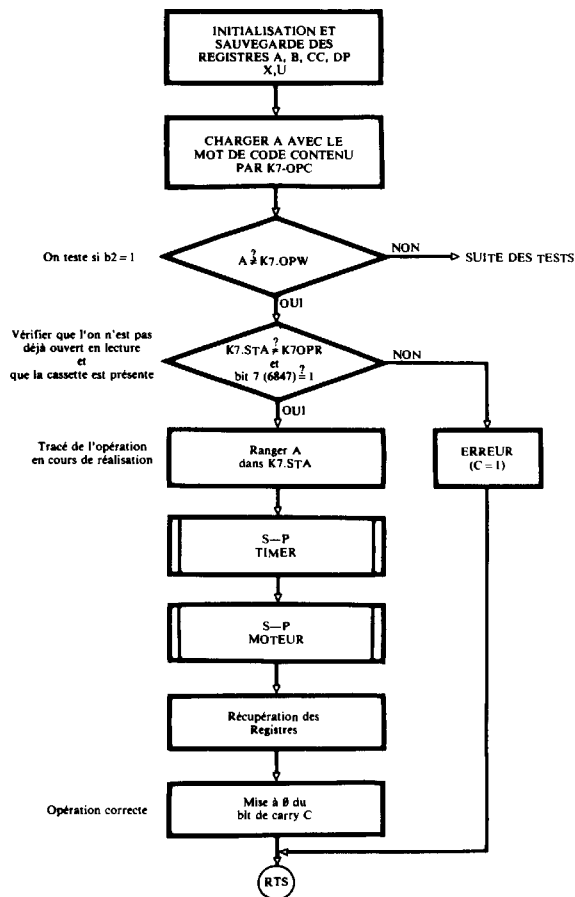 INITIALISATION ET
SAUVEGARDE DES
REGISTRES A, B, CC, DP
X,U
CHARGER A AVEC LE
MOT DE CODE CONTENU
PAR K7-OPC
On teste si b2 = 1
?
A ≠ K7.OPW
NON
SUITE DES TESTS
OUI
Vérifier que l'on n'est pas
déjà ouvert en lecture
et
que la cassette est présente
?
K7.STA ≠ K7OPR
et
?
bit 7 (6847) = 1
NON
OUI
Tracé de l'opération
en cours de réalisation
Ranger A
dans K7.STA
ERREUR
(C = 1)
S—P
TIMER
S—P
MOTEUR
Récupération des
Registres
Opération correcte
Mise à 0 du
bit de carry C
RTS